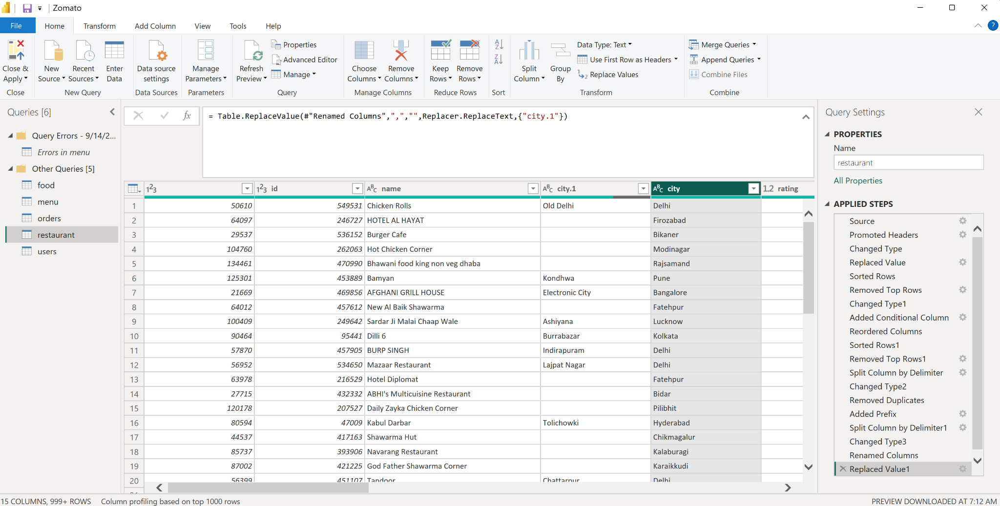 Zomato
File Home Transform Add Column View Tools Help
Close & Apply
New Source
Recent Sources
Enter Data
Data source settings
Manage Parameters
Refresh Preview
Properties
Advanced Editor
Manage
Choose Columns
Remove Columns
Keep Rows
Remove Rows
Split Column
Group By
Data Type: Text
Use First Row as Headers
Replace Values
Merge Queries
Append Queries
Combine Files
Close New Query Data Sources Parameters Query Manage Columns Reduce Rows Sort Transform Combine
Queries [6]
Query Errors - 9/14/2...
Errors in menu
Other Queries [5]
food
menu
orders
restaurant
users
fx
= Table.ReplaceValue(#"Renamed Columns",",","",Replacer.ReplaceText,{"city.1"})
123 123 id ABC name ABC city.1 ABC city 1.2 rating
1 50610 549531 Chicken Rolls Old Delhi Delhi
2 64097 246727 HOTEL AL HAYAT Firozabad
3 29537 536152 Burger Cafe Bikaner
4 104760 262063 Hot Chicken Corner Modinagar
5 134461 470990 Bhawani food king non veg dhaba Rajsamand
6 125301 453889 Bamyan Kondhwa Pune
7 21669 469856 AFGHANI GRILL HOUSE Electronic City Bangalore
8 64012 457612 New Al Baik Shawarma Fatehpur
9 100409 249642 Sardar Ji Malai Chaap Wale Ashiyana Lucknow
10 90464 95441 Dilli 6 Burrabazar Kolkata
11 57870 457905 BURP SINGH Indirapuram Delhi
12 56952 534650 Mazaar Restaurant Lajpat Nagar Delhi
13 63978 216529 Hotel Diplomat Fatehpur
14 27715 432332 ABHI's Multicuisine Restaurant Bidar
15 120178 207527 Daily Zayka Chicken Corner Pilibhit
16 80594 47009 Kabul Darbar Tolichowki Hyderabad
17 44537 417163 Shawarma Hut Chikmagalur
18 85737 393906 Navarang Restaurant Kalaburagi
19 87002 421225 God Father Shawarma Corner Karaikkudi
20 56399 451107 Tandoor Chattarpur Delhi
Query Settings
PROPERTIES
Name
restaurant
All Properties
APPLIED STEPS
Source
Promoted Headers
Changed Type
Replaced Value
Sorted Rows
Removed Top Rows
Changed Type1
Added Conditional Column
Reordered Columns
Sorted Rows1
Removed Top Rows1
Split Column by Delimiter
Changed Type2
Removed Duplicates
Added Prefix
Split Column by Delimiter1
Changed Type3
Renamed Columns
Replaced Value1
15 COLUMNS, 999+ ROWS Column profiling based on top 1000 rows PREVIEW DOWNLOADED AT 7:12 AM